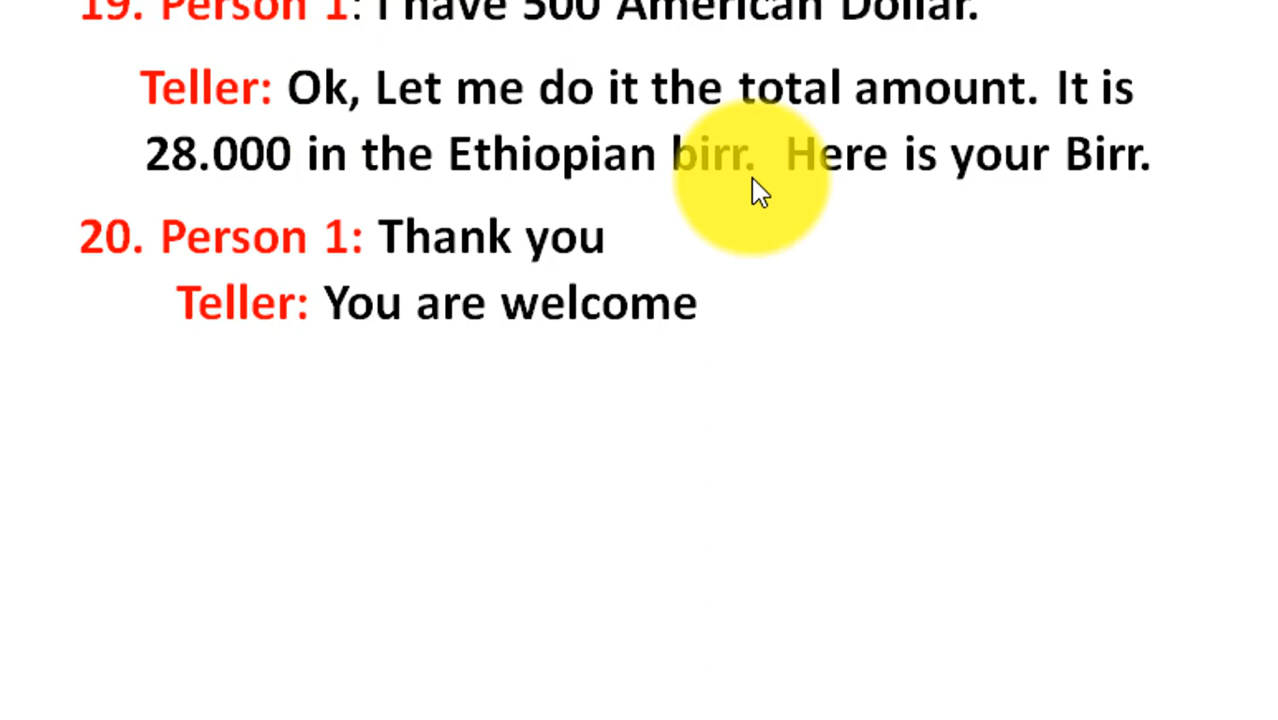 19. Person 1: I have 500 American Dollar.
Teller: Ok, Let me do it the total amount. It is
28.000 in the Ethiopian birr. Here is your Birr.
20. Person 1: Thank you
Teller: You are welcome